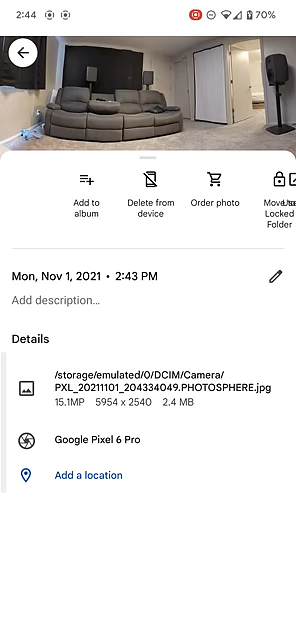 2:44
70%
Add to
album
Delete from
device
Order photo
Move to
Locked
Folder
Mon, Nov 1, 2021 • 2:43 PM
Add description...
Details
/storage/emulated/0/DCIM/Camera/
PXL_20211101_204334049.PHOTOSPHERE.jpg
15.1MP 5954 x 2540 2.4 MB
Google Pixel 6 Pro
Add a location